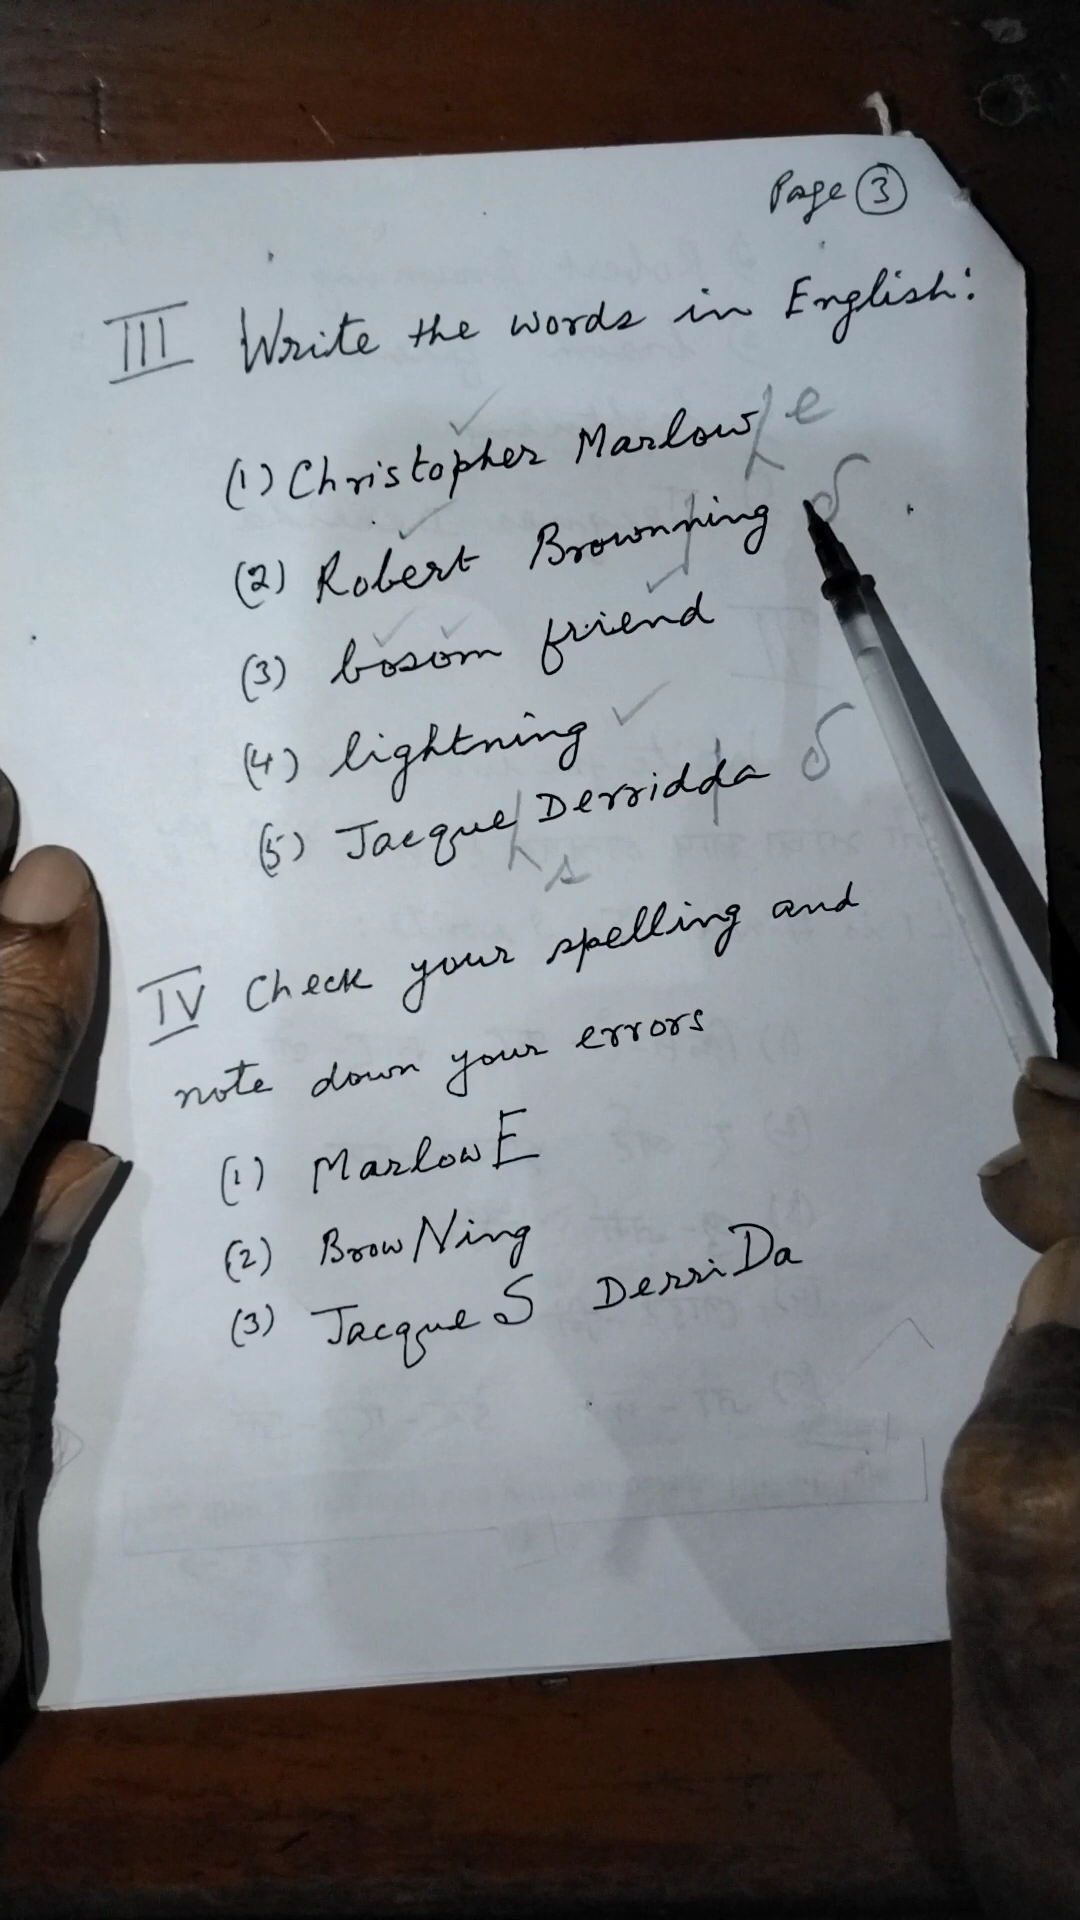 Page 3
III Write the words in English:
(1) Christopher Marlow e
(2) Robert Brownning
(3) bosom friend
(4) lightning
(5) Jacque Derridda
s
IV Check your spelling and
note down your errors
(1) MarlowE
(2) BrowNing
(3) JacqueS DerriDa